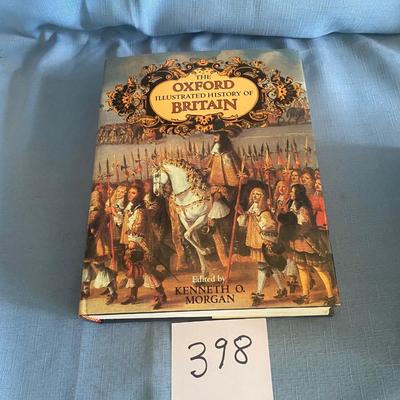 THE
OXFORD
ILLUSTRATED HISTORY OF
BRITAIN
Edited by
KENNETH O.
MORGAN
398